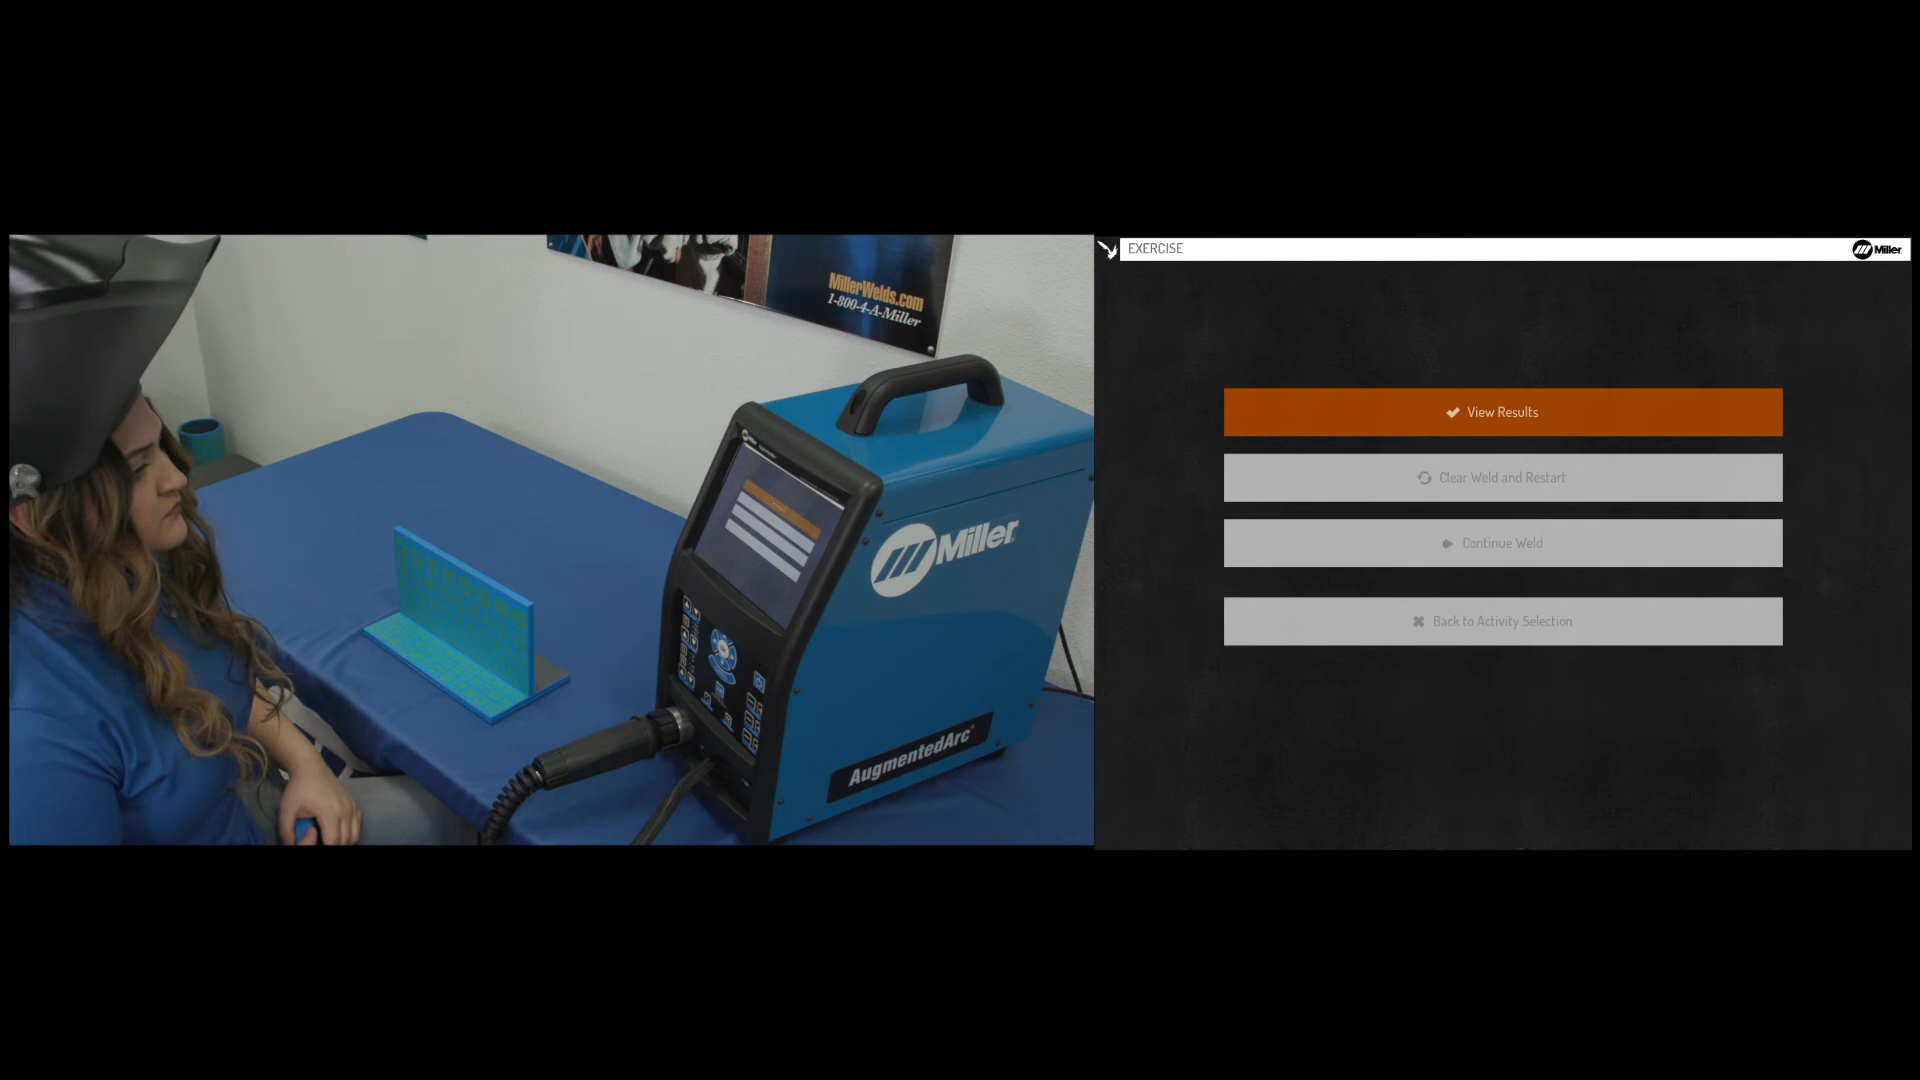 MillerWelds.com
1-800-4-A-Miller
Miller
AugmentedArc
EXERCISE
Miller
View Results
Clear Weld and Restart
Continue Weld
Back to Activity Selection